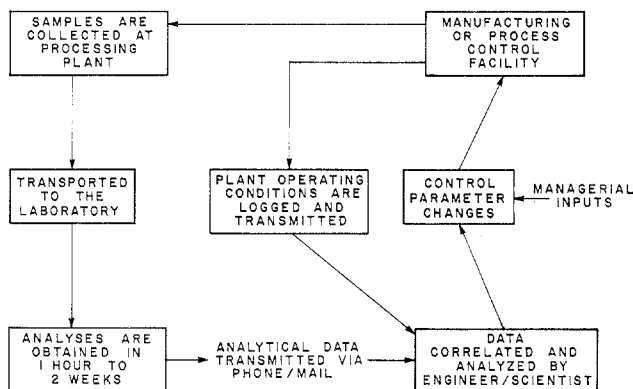 SAMPLES ARE
COLLECTED AT
PROCESSING
PLANT
MANUFACTURING
OR PROCESS
CONTROL
FACILITY
TRANSPORTED
TO THE
LABORATORY
PLANT OPERATING
CONDITIONS ARE
LOGGED AND
TRANSMITTED
CONTROL
PARAMETER
CHANGES
MANAGERIAL
INPUTS
ANALYSES ARE
OBTAINED IN
1 HOUR TO
2 WEEKS
ANALYTICAL DATA
TRANSMITTED VIA
PHONE/MAIL
DATA
CORRELATED AND
ANALYZED BY
ENGINEER/SCIENTIST